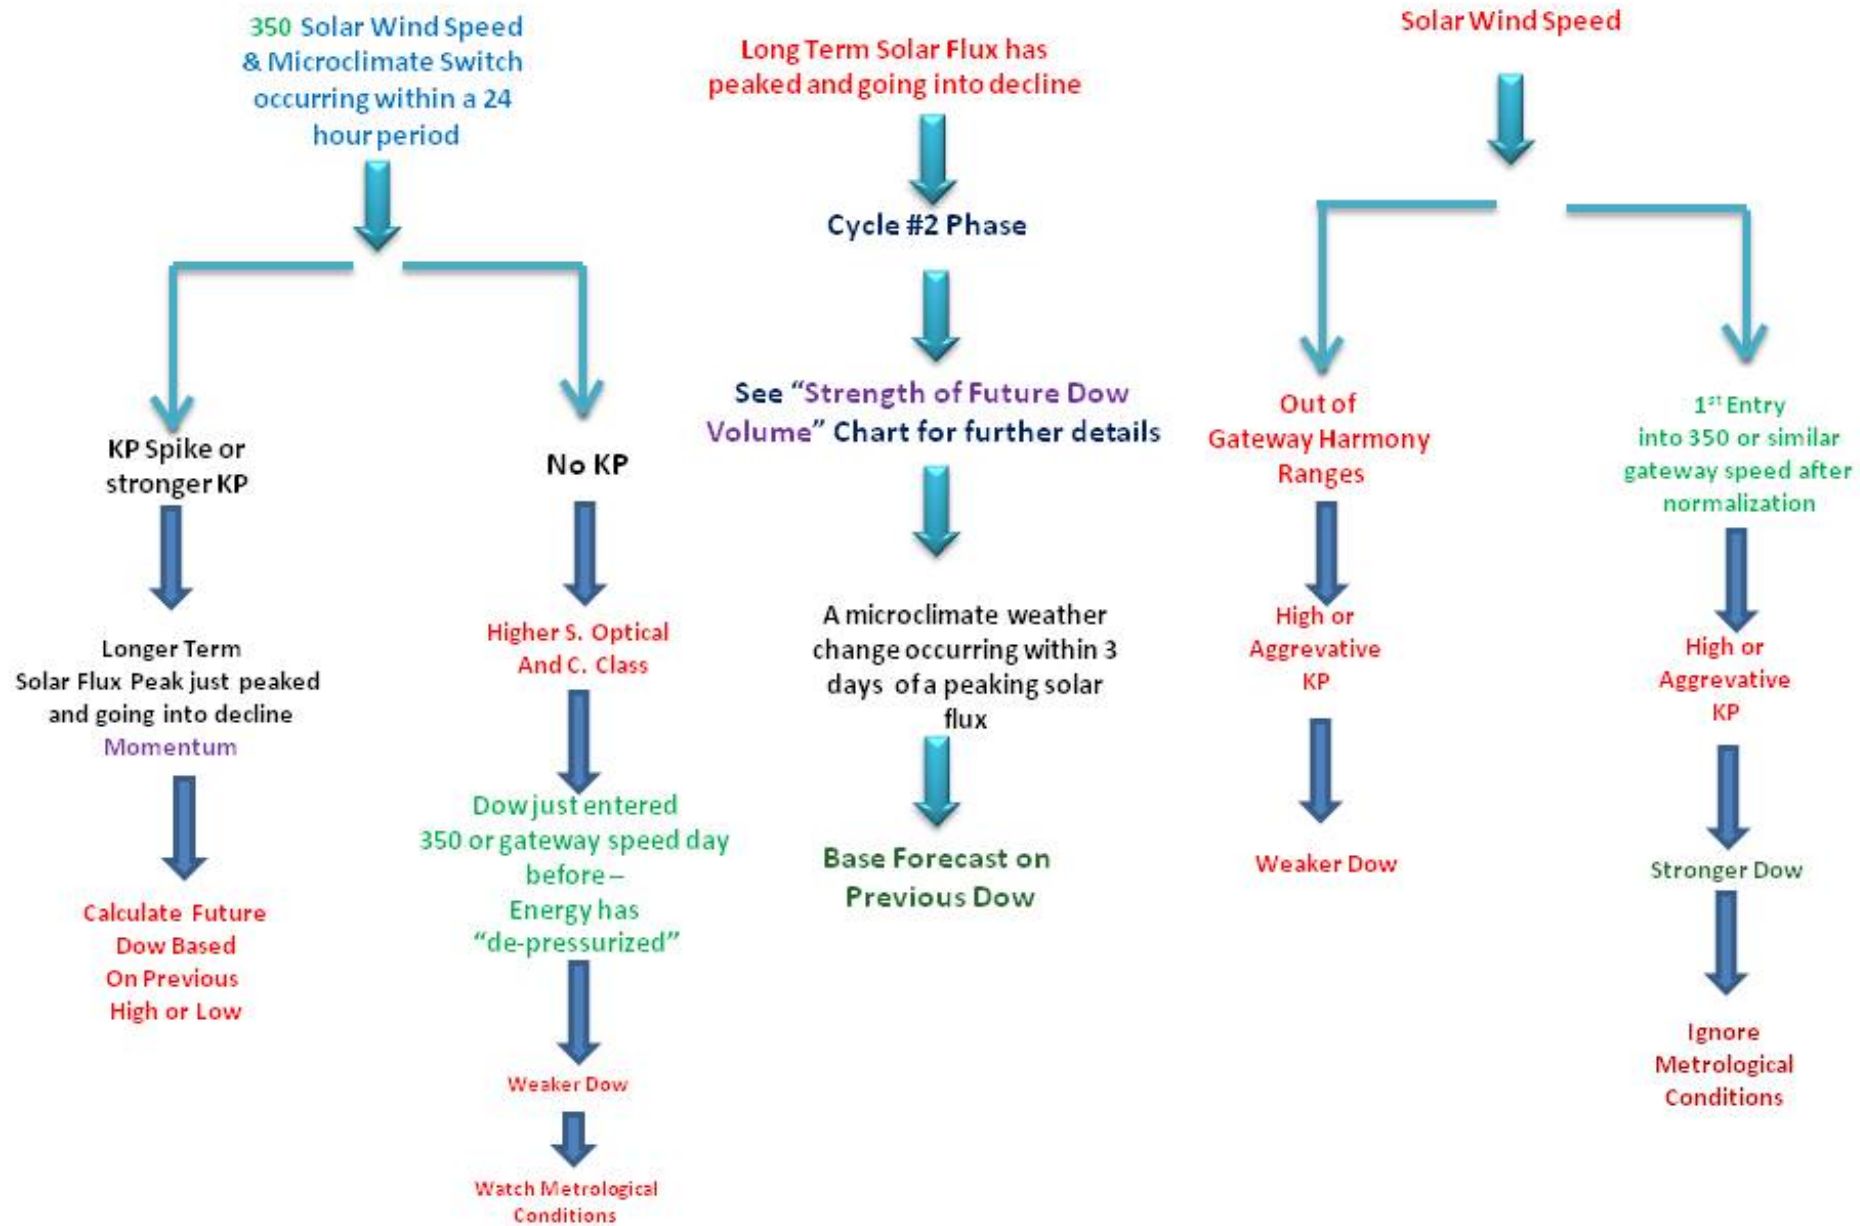 350 Solar Wind Speed
& Microclimate Switch
occurring within a 24
hour period
KP Spike or
stronger KP
Longer Term
Solar Flux Peak just peaked
and going into decline
Momentum
Calculate Future
Dow Based
On Previous
High or Low
No KP
Higher S. Optical
And C. Class
Dow just entered
350 or gateway speed day
before –
Energy has
“de-pressurized”
Weaker Dow
Watch Metrological
Conditions
Long Term Solar Flux has
peaked and going into decline
Cycle #2 Phase
See “Strength of Future Dow
Volume” Chart for further details
A microclimate weather
change occurring within 3
days of a peaking solar
flux
Base Forecast on
Previous Dow
Solar Wind Speed
Out of
Gateway Harmony
Ranges
High or
Aggrevative
KP
Weaker Dow
1st Entry
into 350 or similar
gateway speed after
normalization
High or
Aggrevative
KP
Stronger Dow
Ignore
Metrological
Conditions